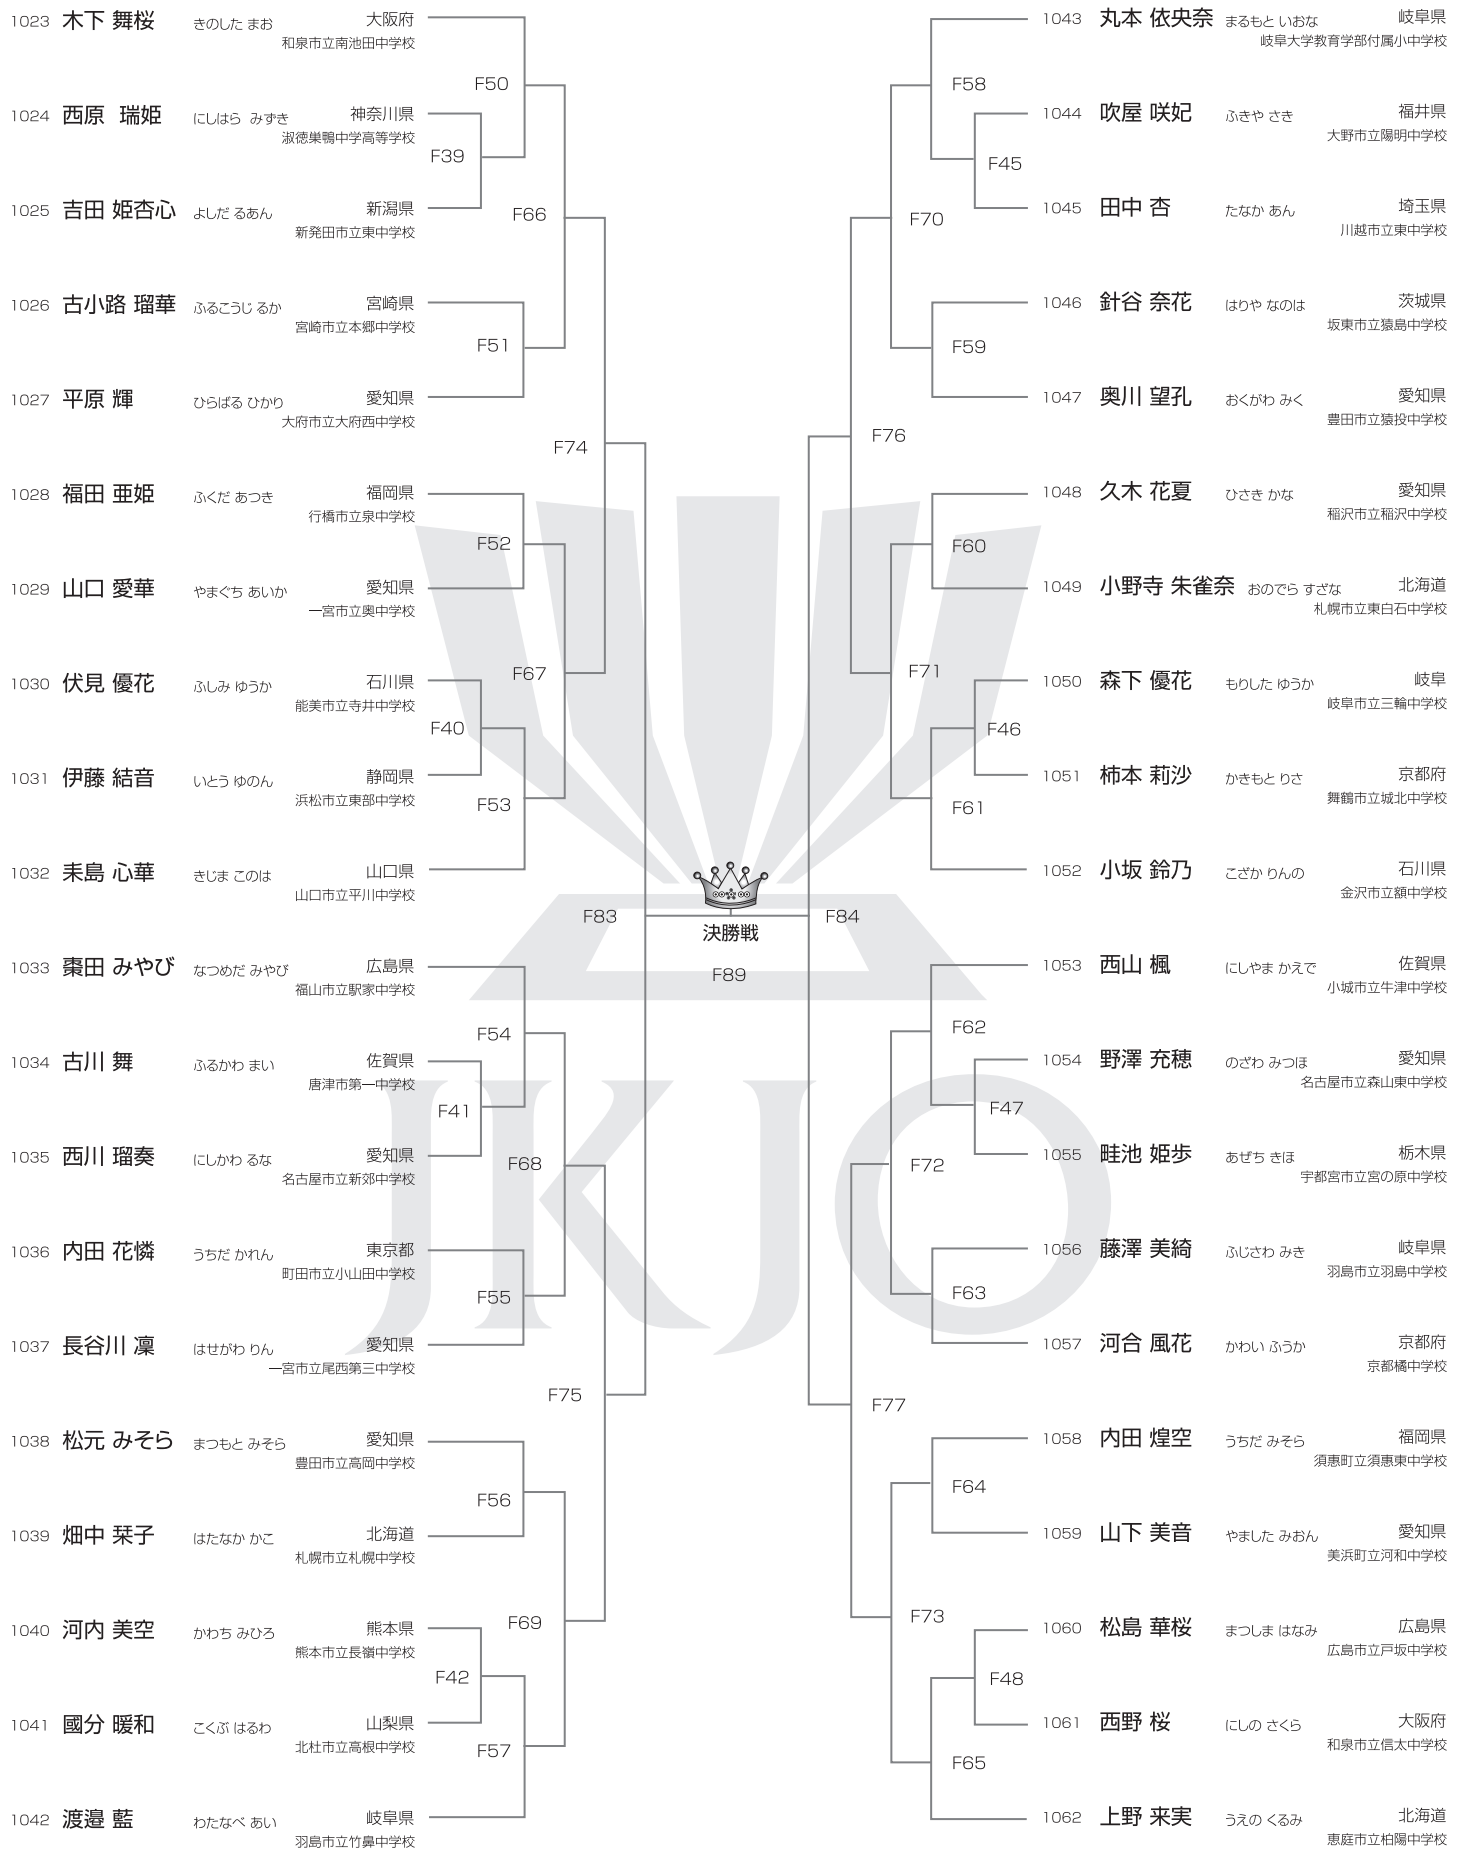 1023 木下 舞桜 きのした まお 大阪府
和泉市立南池田中学校
F50
1024 西原 瑞姫 にしはら みずき 神奈川県
淑徳巣鴨中学高等学校
F39
1025 吉田 姫杏心 よしだ るあん 新潟県
新発田市立東中学校
F66
1026 古小路 瑠華 ふるこうじ るか 宮崎県
宮崎市立本郷中学校
F51
1027 平原 輝 ひらばる ひかり 愛知県
大府市立大府西中学校
F74
1028 福田 亜姫 ふくだ あつき 福岡県
行橋市立泉中学校
F52
1029 山口 愛華 やまぐち あいか 愛知県
一宮市立奥中学校
F67
1030 伏見 優花 ふしみ ゆうか 石川県
能美市立寺井中学校
F40
1031 伊藤 結音 いとう ゆのん 静岡県
浜松市立東部中学校
F53
1032 耒島 心華 きじま このは 山口県
山口市立平川中学校
F83
1033 棗田 みやび なつめだ みやび 広島県
福山市立駅家中学校
F54
1034 古川 舞 ふるかわ まい 佐賀県
唐津市第一中学校
F41
1035 西川 瑠奏 にしかわ るな 愛知県
名古屋市立新郊中学校
F68
1036 内田 花憐 うちだ かれん 東京都
町田市立小山田中学校
F55
1037 長谷川 凜 はせがわ りん 愛知県
一宮市立尾西第三中学校
F75
1038 松元 みそら まつもと みそら 愛知県
豊田市立高岡中学校
F56
1039 畑中 栞子 はたなか かこ 北海道
札幌市立札幌中学校
F69
1040 河内 美空 かわち みひろ 熊本県
熊本市立長嶺中学校
F42
1041 國分 暖和 こくぶ はるわ 山梨県
北杜市立高根中学校
F57
1042 渡邉 藍 わたなべ あい 岐阜県
羽島市立竹鼻中学校
決勝戦
F89
JKJO
1043 丸本 依央奈 まるもと いおな 岐阜県
岐阜大学教育学部付属小中学校
F58
1044 吹屋 咲妃 ふきや さき 福井県
大野市立陽明中学校
F45
1045 田中 杏 たなか あん 埼玉県
川越市立東中学校
F70
1046 針谷 奈花 はりや なのは 茨城県
坂東市立猿島中学校
F59
1047 奥川 望孔 おくがわ みく 愛知県
豊田市立猿投中学校
F76
1048 久木 花夏 ひさき かな 愛知県
稲沢市立稲沢中学校
F60
1049 小野寺 朱雀奈 おのでら すざな 北海道
札幌市立東白石中学校
F71
1050 森下 優花 もりした ゆうか 岐阜
岐阜市立三輪中学校
F46
1051 柿本 莉沙 かきもと りさ 京都府
舞鶴市立城北中学校
F61
1052 小坂 鈴乃 こざか りんの 石川県
金沢市立額中学校
F84
1053 西山 楓 にしやま かえで 佐賀県
小城市立牛津中学校
F62
1054 野澤 充穂 のざわ みつほ 愛知県
名古屋市立森山東中学校
F47
1055 畦池 姫歩 あぜち きほ 栃木県
宇都宮市立宮の原中学校
F72
1056 藤澤 美綺 ふじさわ みき 岐阜県
羽島市立羽島中学校
F63
1057 河合 風花 かわい ふうか 京都府
京都橘中学校
F77
1058 内田 煌空 うちだ みそら 福岡県
須恵町立須恵東中学校
F64
1059 山下 美音 やました みおん 愛知県
美浜町立河和中学校
F73
1060 松島 華桜 まつしま はなみ 広島県
広島市立戸坂中学校
F48
1061 西野 桜 にしの さくら 大阪府
和泉市立信太中学校
F65
1062 上野 来実 うえの くるみ 北海道
恵庭市立柏陽中学校